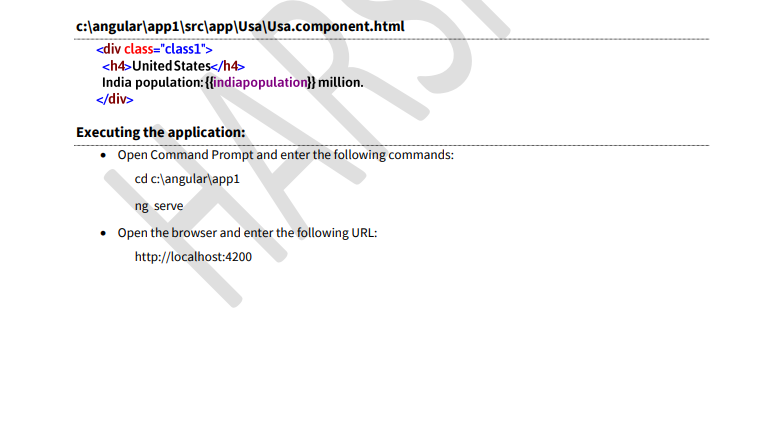 c:\angular\app1\src\app\Usa\Usa.component.html
<div class="class1">
<h4>United States</h4>
India population: {{indiapopulation}} million.
</div>
Executing the application:
• Open Command Prompt and enter the following commands:
cd c:\angular\app1
ng serve
• Open the browser and enter the following URL:
http://localhost:4200